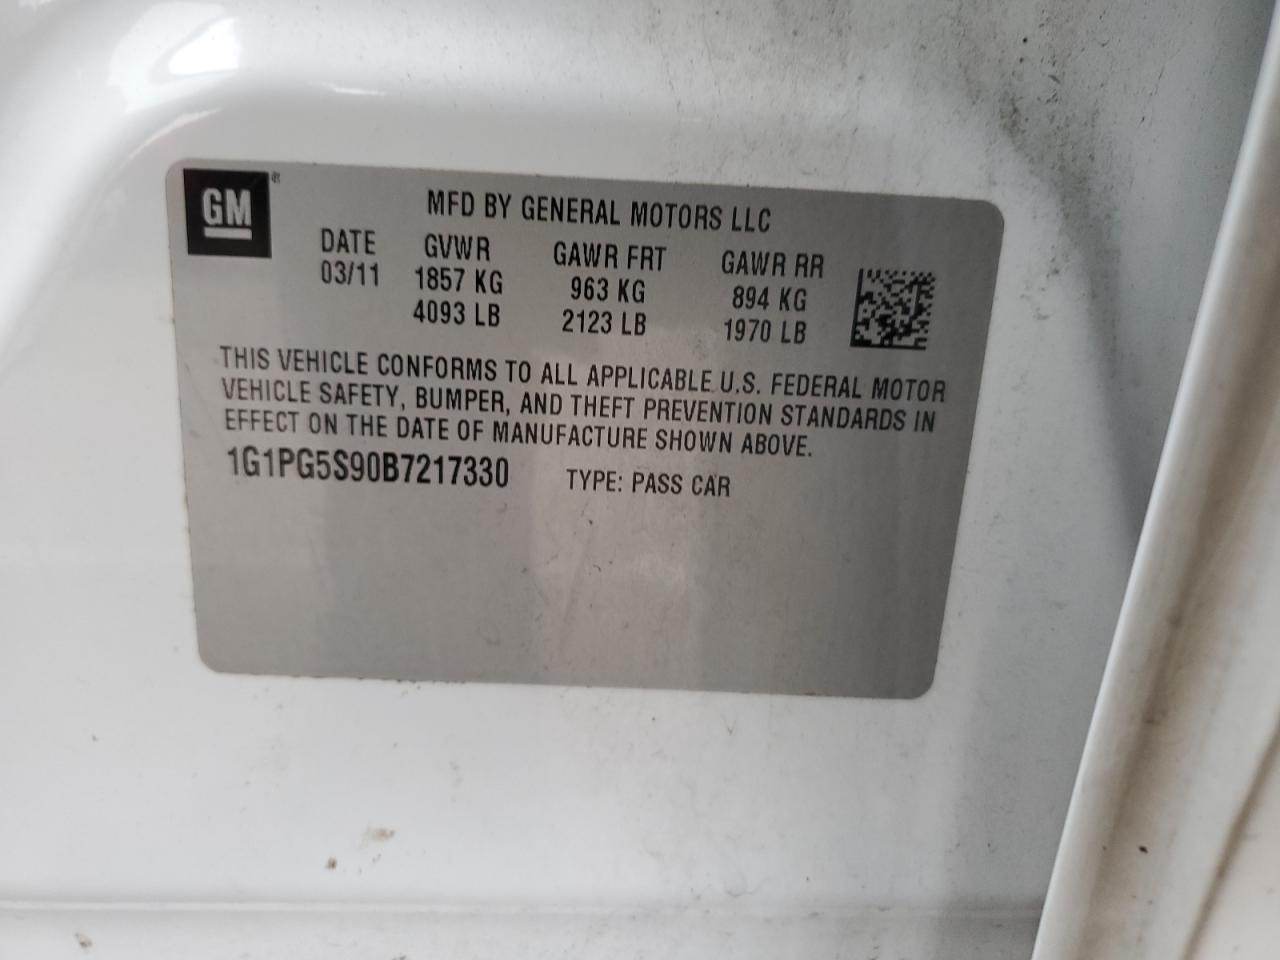 GM
MFD BY GENERAL MOTORS LLC
DATE GVWR GAWR FRT GAWR RR
03/11 1857 KG 963 KG 894 KG
4093 LB 2123 LB 1970 LB
THIS VEHICLE CONFORMS TO ALL APPLICABLE U.S. FEDERAL MOTOR
VEHICLE SAFETY, BUMPER, AND THEFT PREVENTION STANDARDS IN
EFFECT ON THE DATE OF MANUFACTURE SHOWN ABOVE.
1G1PG5S90B7217330 TYPE: PASS CAR